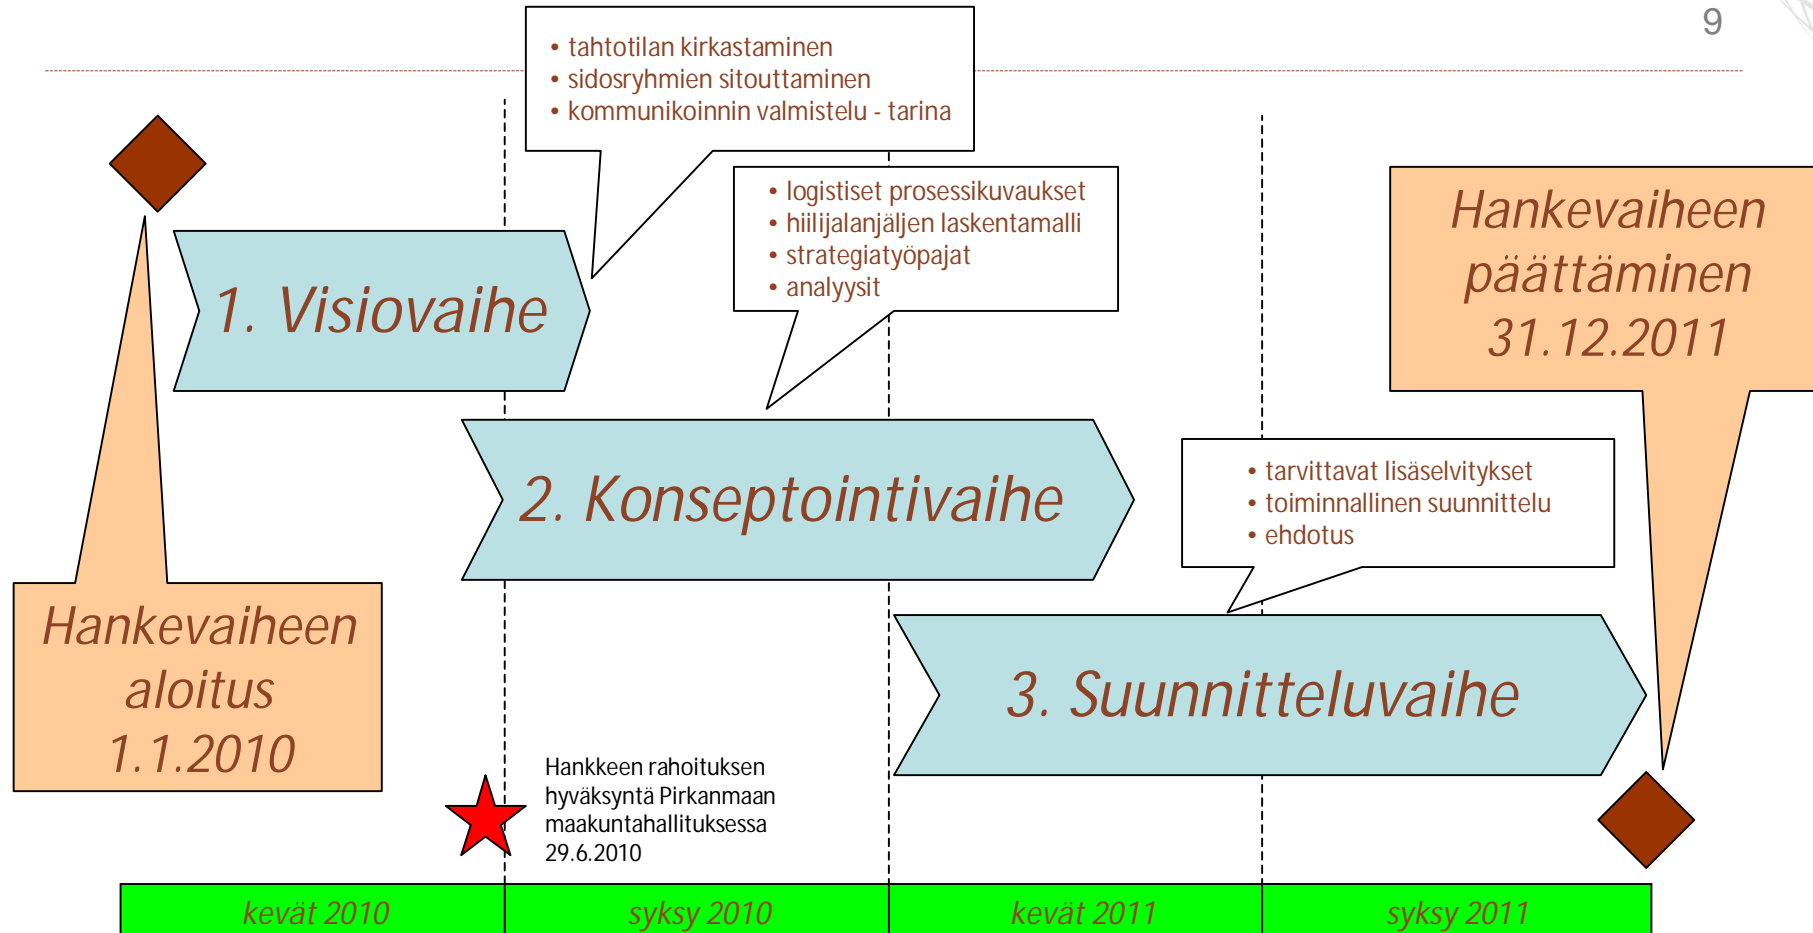 9
• tahtotilan kirkastaminen
• sidosryhmien sitouttaminen
• kommunikoinnin valmistelu - tarina
• logistiset prosessikuvaukset
• hiilijalanjäljen laskentamalli
• strategiatyöpajat
• analyysit
Hankevaiheen
päättäminen
31.12.2011
1. Visiovaihe
2. Konseptointivaihe
• tarvittavat lisäselvitykset
• toiminnallinen suunnittelu
• ehdotus
Hankevaiheen
aloitus
1.1.2010
3. Suunnitteluvaihe
Hankkeen rahoituksen
hyväksyntä Pirkanmaan
maakuntahallituksessa
29.6.2010
kevät 2010
syksy 2010
kevät 2011
syksy 2011